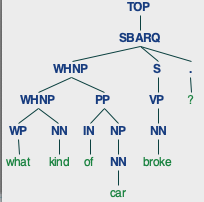 TOP
SBARQ
WHNP S .
WHNP PP VP ?
WP NN IN NP NN
what kind of NN broke
car